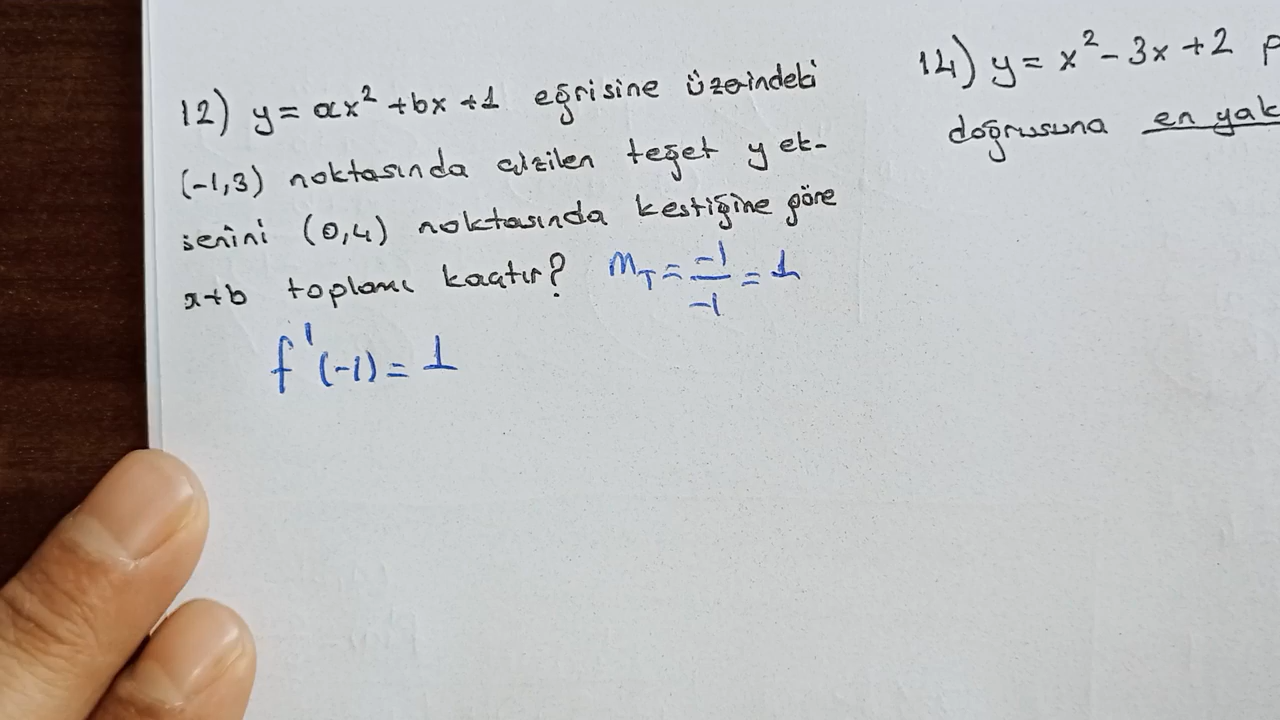 12) y = ax² + bx + 1 eğrisine üzerindeki
(-1,3) noktasında çizilen teğet y ek-
senini (0,4) noktasında kestiğine göre
a+b toplamı kaçtır? m_T = -1/-1 = 1
f'(-1) = 1
14) y = x² - 3x + 2
doğrusuna en yak